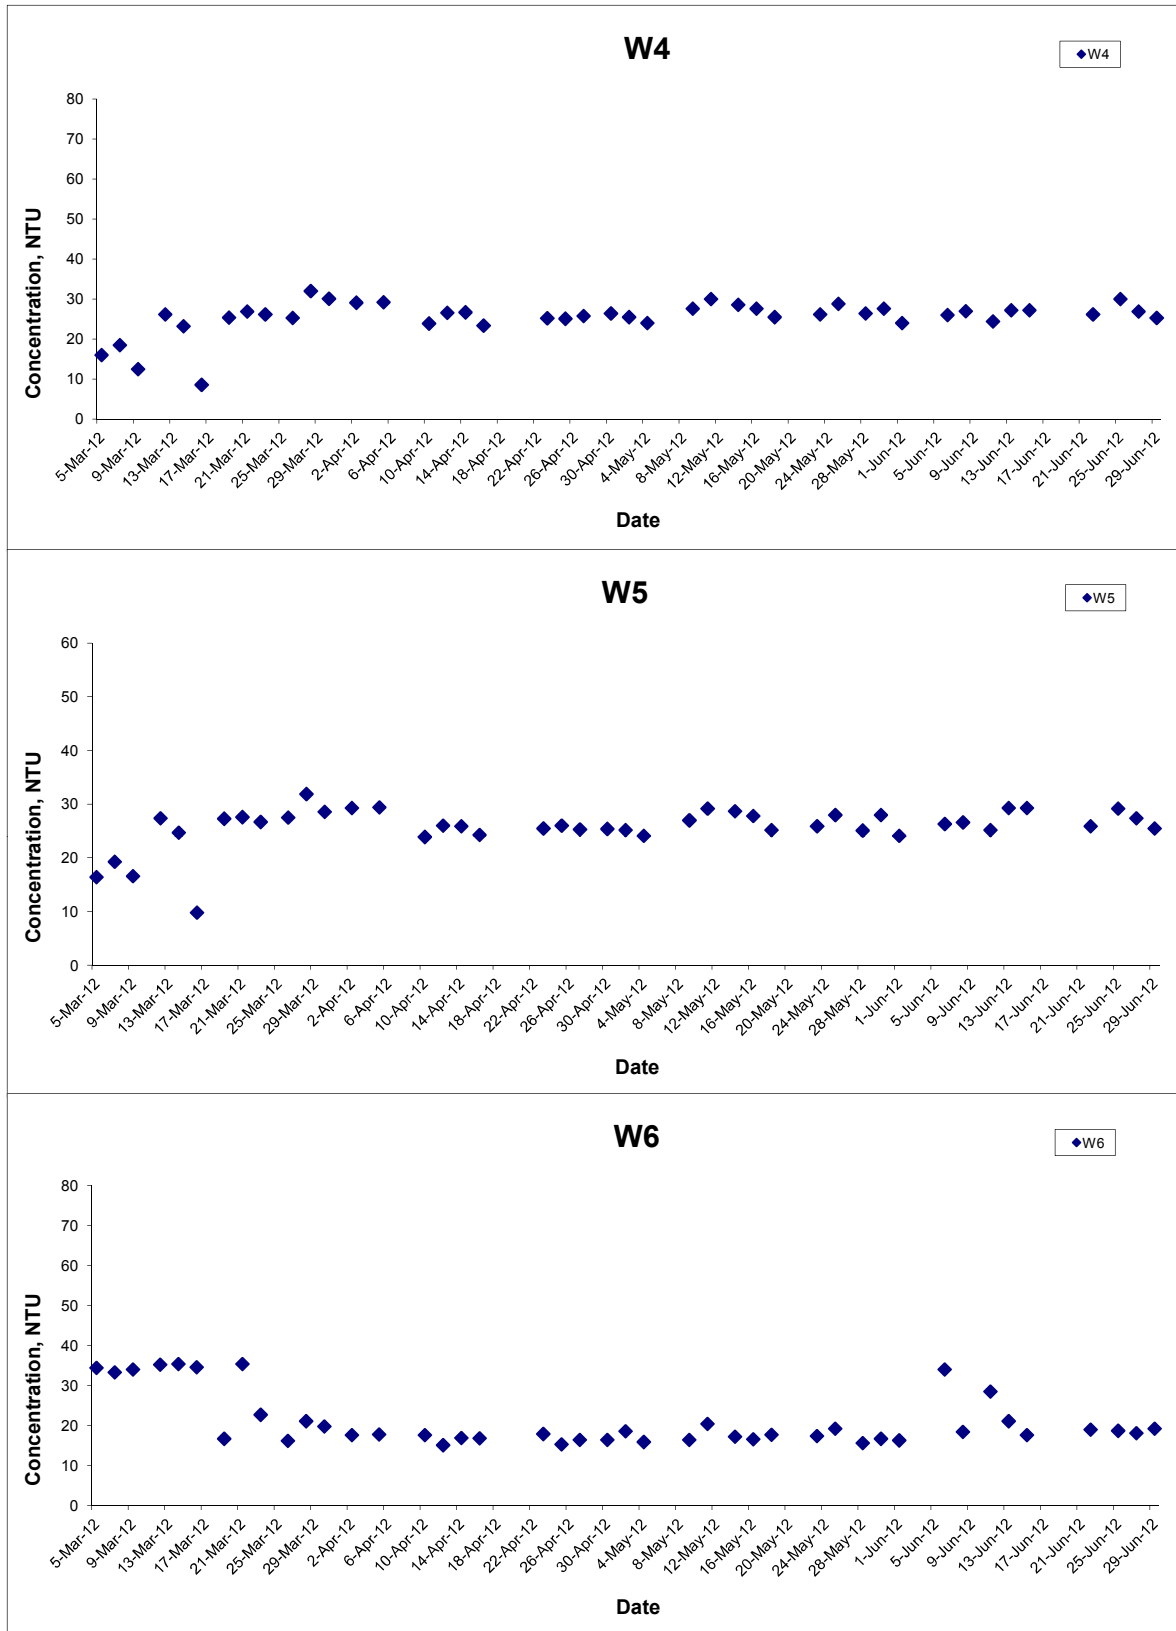 W4
W4
80
70
60
50
40
30
20
10
0
Concentration, NTU
5-Mar-12
9-Mar-12
13-Mar-12
17-Mar-12
21-Mar-12
25-Mar-12
29-Mar-12
2-Apr-12
6-Apr-12
10-Apr-12
14-Apr-12
18-Apr-12
22-Apr-12
26-Apr-12
30-Apr-12
4-May-12
8-May-12
12-May-12
16-May-12
20-May-12
24-May-12
28-May-12
1-Jun-12
5-Jun-12
9-Jun-12
13-Jun-12
17-Jun-12
21-Jun-12
25-Jun-12
29-Jun-12
Date
W5
W5
60
50
40
30
20
10
0
Concentration, NTU
5-Mar-12
9-Mar-12
13-Mar-12
17-Mar-12
21-Mar-12
25-Mar-12
29-Mar-12
2-Apr-12
6-Apr-12
10-Apr-12
14-Apr-12
18-Apr-12
22-Apr-12
26-Apr-12
30-Apr-12
4-May-12
8-May-12
12-May-12
16-May-12
20-May-12
24-May-12
28-May-12
1-Jun-12
5-Jun-12
9-Jun-12
13-Jun-12
17-Jun-12
21-Jun-12
25-Jun-12
29-Jun-12
Date
W6
W6
80
70
60
50
40
30
20
10
0
Concentration, NTU
5-Mar-12
9-Mar-12
13-Mar-12
17-Mar-12
21-Mar-12
25-Mar-12
29-Mar-12
2-Apr-12
6-Apr-12
10-Apr-12
14-Apr-12
18-Apr-12
22-Apr-12
26-Apr-12
30-Apr-12
4-May-12
8-May-12
12-May-12
16-May-12
20-May-12
24-May-12
28-May-12
1-Jun-12
5-Jun-12
9-Jun-12
13-Jun-12
17-Jun-12
21-Jun-12
25-Jun-12
29-Jun-12
Date